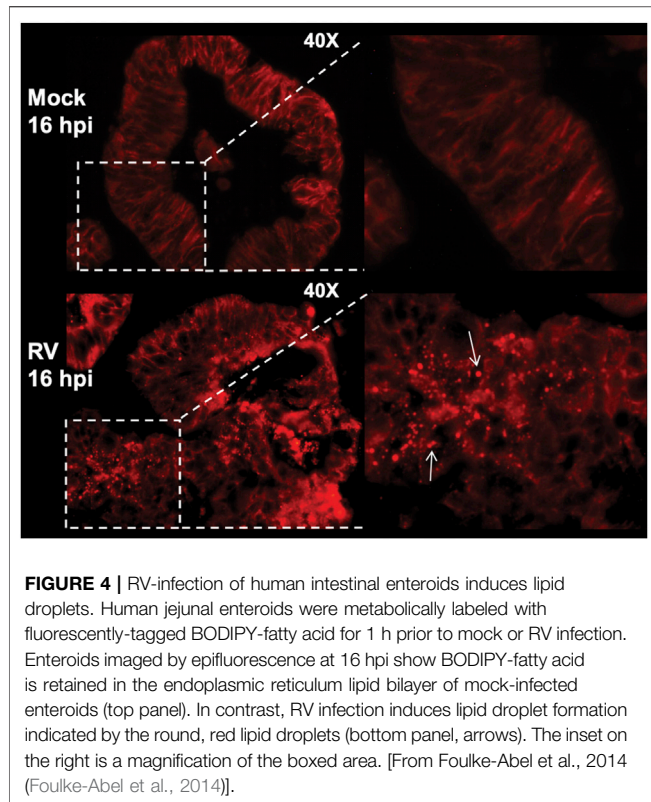 40X
Mock
16 hpi
40X
RV
16 hpi
FIGURE 4 | RV-infection of human intestinal enteroids induces lipid
droplets. Human jejunal enteroids were metabolically labeled with
fluorescently-tagged BODIPY-fatty acid for 1 h prior to mock or RV infection.
Enteroids imaged by epifluorescence at 16 hpi show BODIPY-fatty acid
is retained in the endoplasmic reticulum lipid bilayer of mock-infected
enteroids (top panel). In contrast, RV infection induces lipid droplet formation
indicated by the round, red lipid droplets (bottom panel, arrows). The inset on
the right is a magnification of the boxed area. [From Foulke-Abel et al., 2014
(Foulke-Abel et al., 2014)].